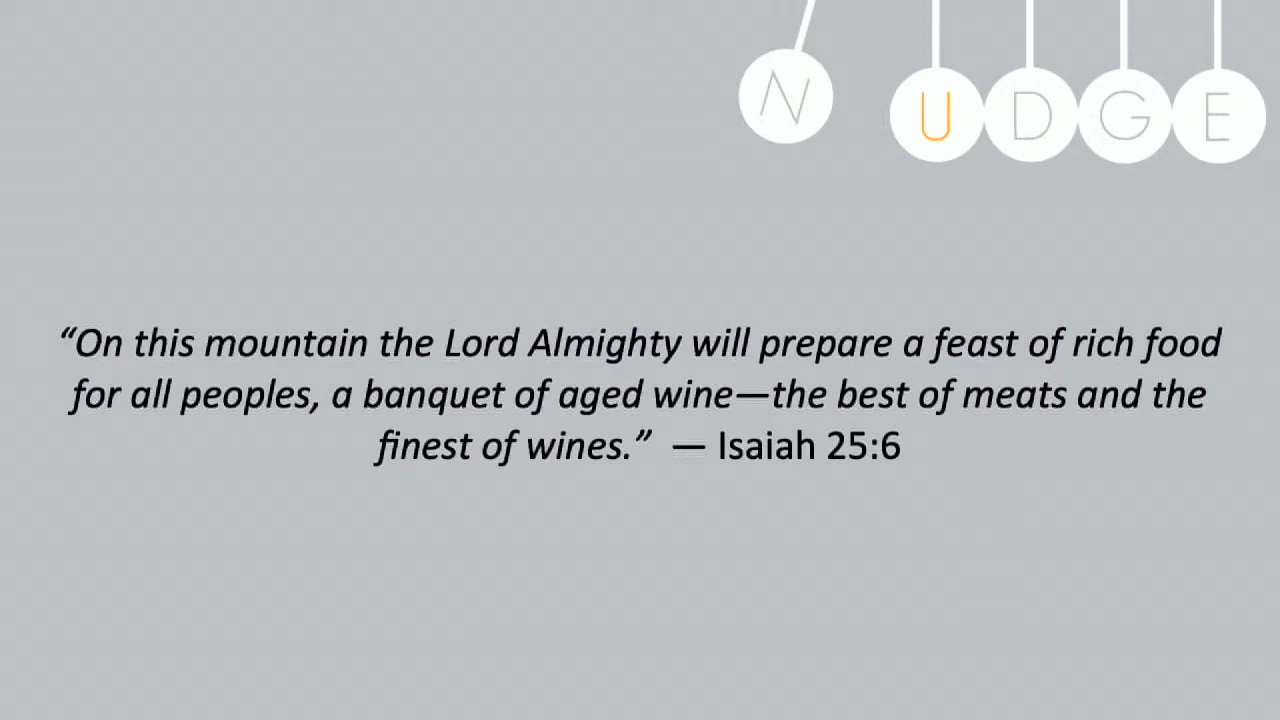 NUDGE
“On this mountain the Lord Almighty will prepare a feast of rich food
for all peoples, a banquet of aged wine—the best of meats and the
finest of wines.” — Isaiah 25:6